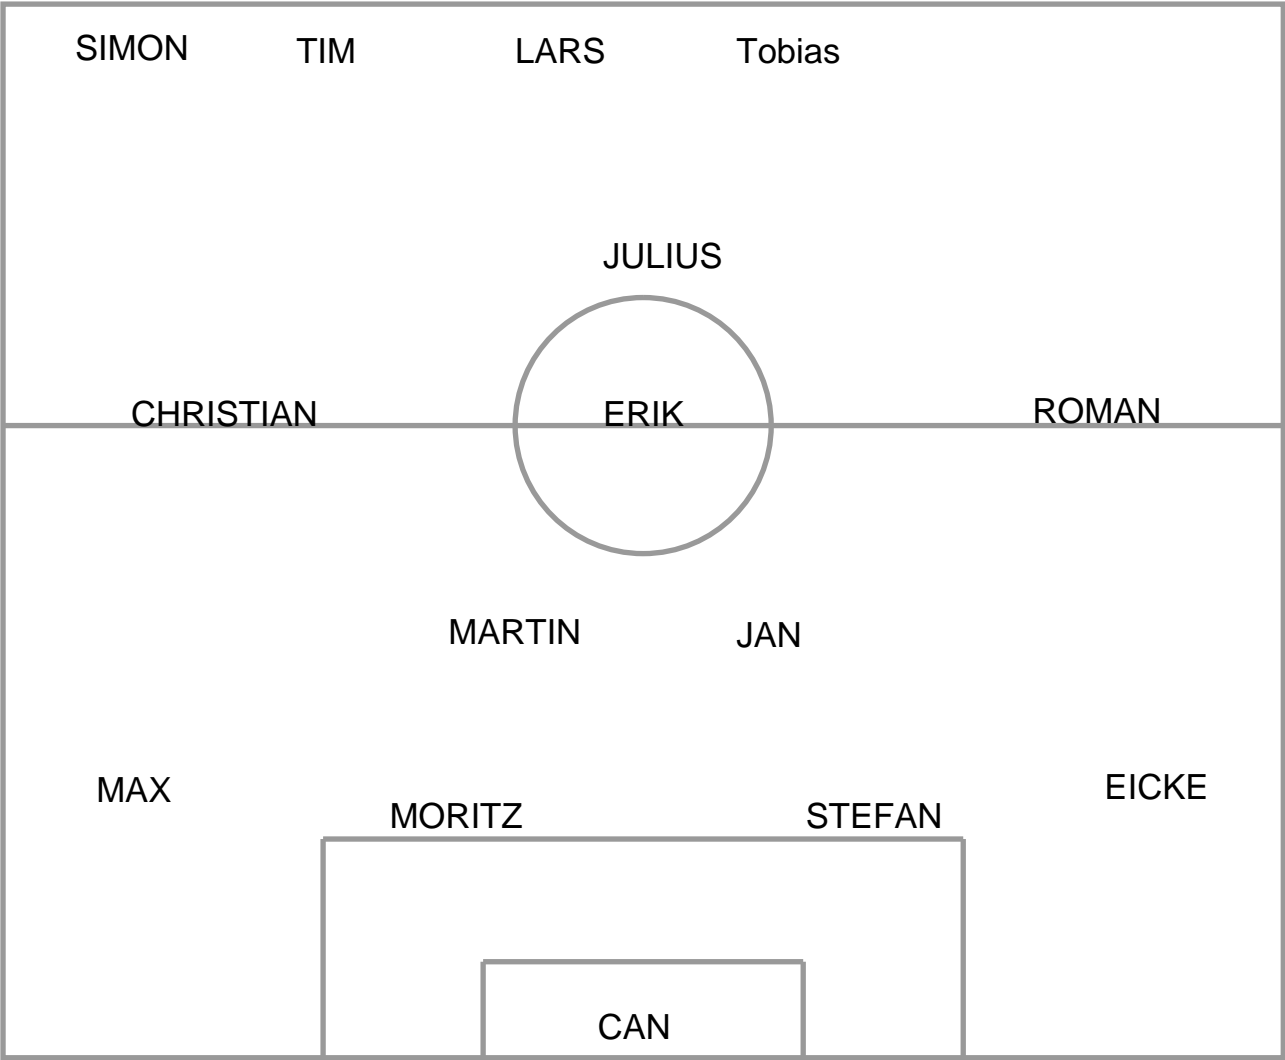 SIMON TIM LARS Tobias
JULIUS
CHRISTIAN ERIK ROMAN
MARTIN JAN
MAX EICKE
MORITZ STEFAN
CAN